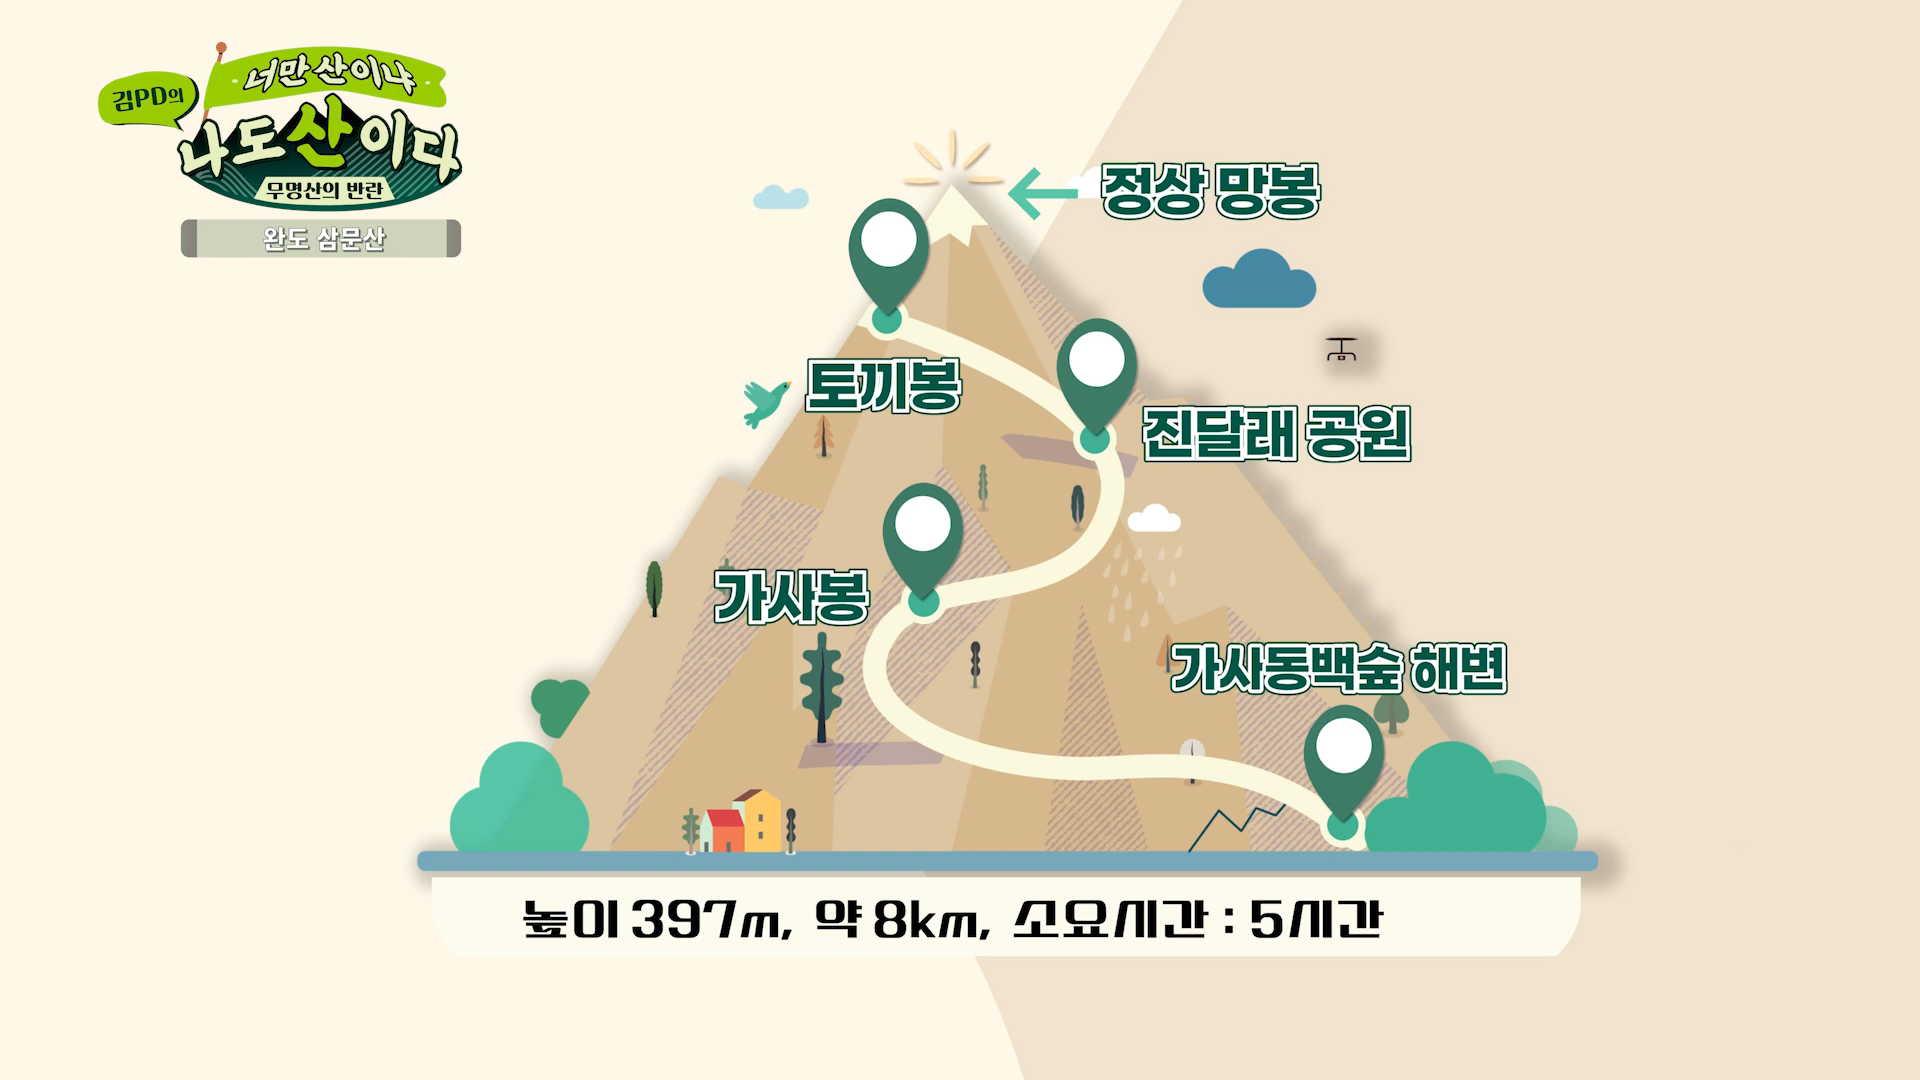 김PD의
너만 산이냐
나도 산이다
무명산의 반란
완도 삼문산
정상 망봉
토끼봉
진달래 공원
가사봉
가사동백숲 해변
높이 397m, 약 8km, 소요시간 : 5시간